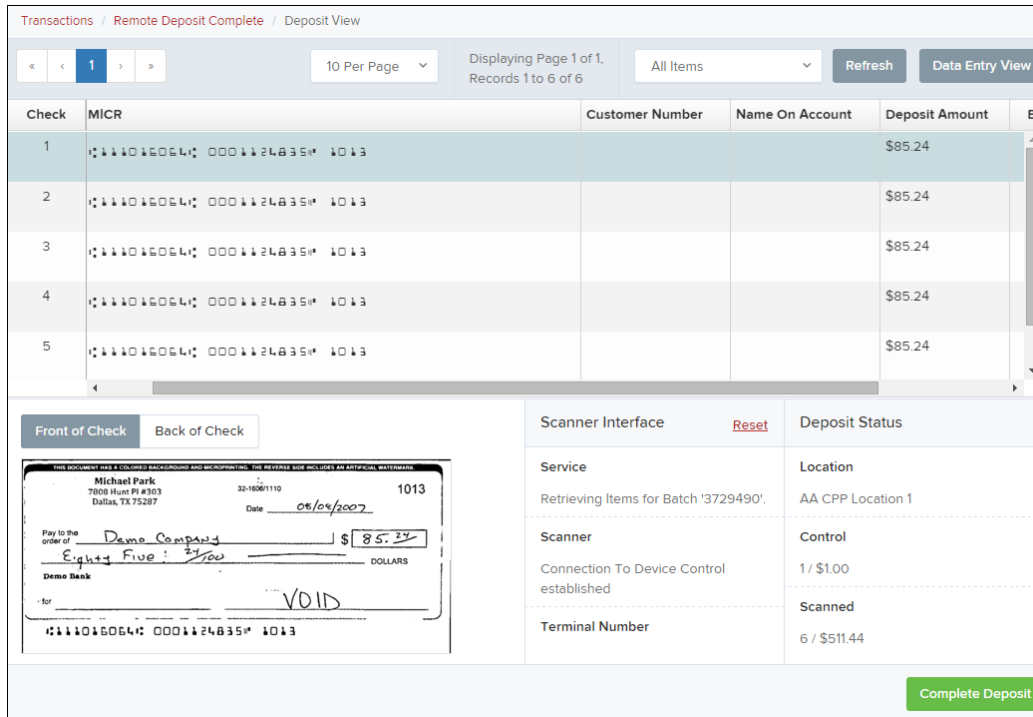 Transactions / Remote Deposit Complete / Deposit View
« ‹ 1 › » 10 Per Page Displaying Page 1 of 1, Records 1 to 6 of 6 All Items Refresh Data Entry View
Check MICR Customer Number Name On Account Deposit Amount
1 ⑆111016064⑆ 0001124835⑈ 1013 $85.24
2 ⑆111016064⑆ 0001124835⑈ 1013 $85.24
3 ⑆111016064⑆ 0001124835⑈ 1013 $85.24
4 ⑆111016064⑆ 0001124835⑈ 1013 $85.24
5 ⑆111016064⑆ 0001124835⑈ 1013 $85.24
Front of Check Back of Check
THIS DOCUMENT HAS A COLORED BACKGROUND AND MICROPRINTING. THE REVERSE SIDE INCLUDES AN ARTIFICIAL WATERMARK.
Michael Park
7808 Hunt Pl #303
Dallas, TX 75287
32-1606/1110
1013
Date 08/08/2007
Pay to the order of Demo Company $ 85.24
Eighty Five : 24/100 DOLLARS
Demo Bank
for VOID
⑆111016064⑆ 0001124835⑈ 1013
Scanner Interface Reset
Service
Retrieving Items for Batch '3729490'.
Scanner
Connection To Device Control
established
Terminal Number
Deposit Status
Location
AA CPP Location 1
Control
1 / $1.00
Scanned
6 / $511.44
Complete Deposit